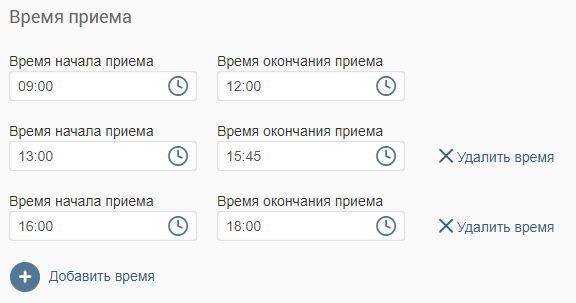 Время приема
Время начала приема Время окончания приема
09:00 12:00
Время начала приема Время окончания приема
13:00 15:45 Удалить время
Время начала приема Время окончания приема
16:00 18:00 Удалить время
Добавить время